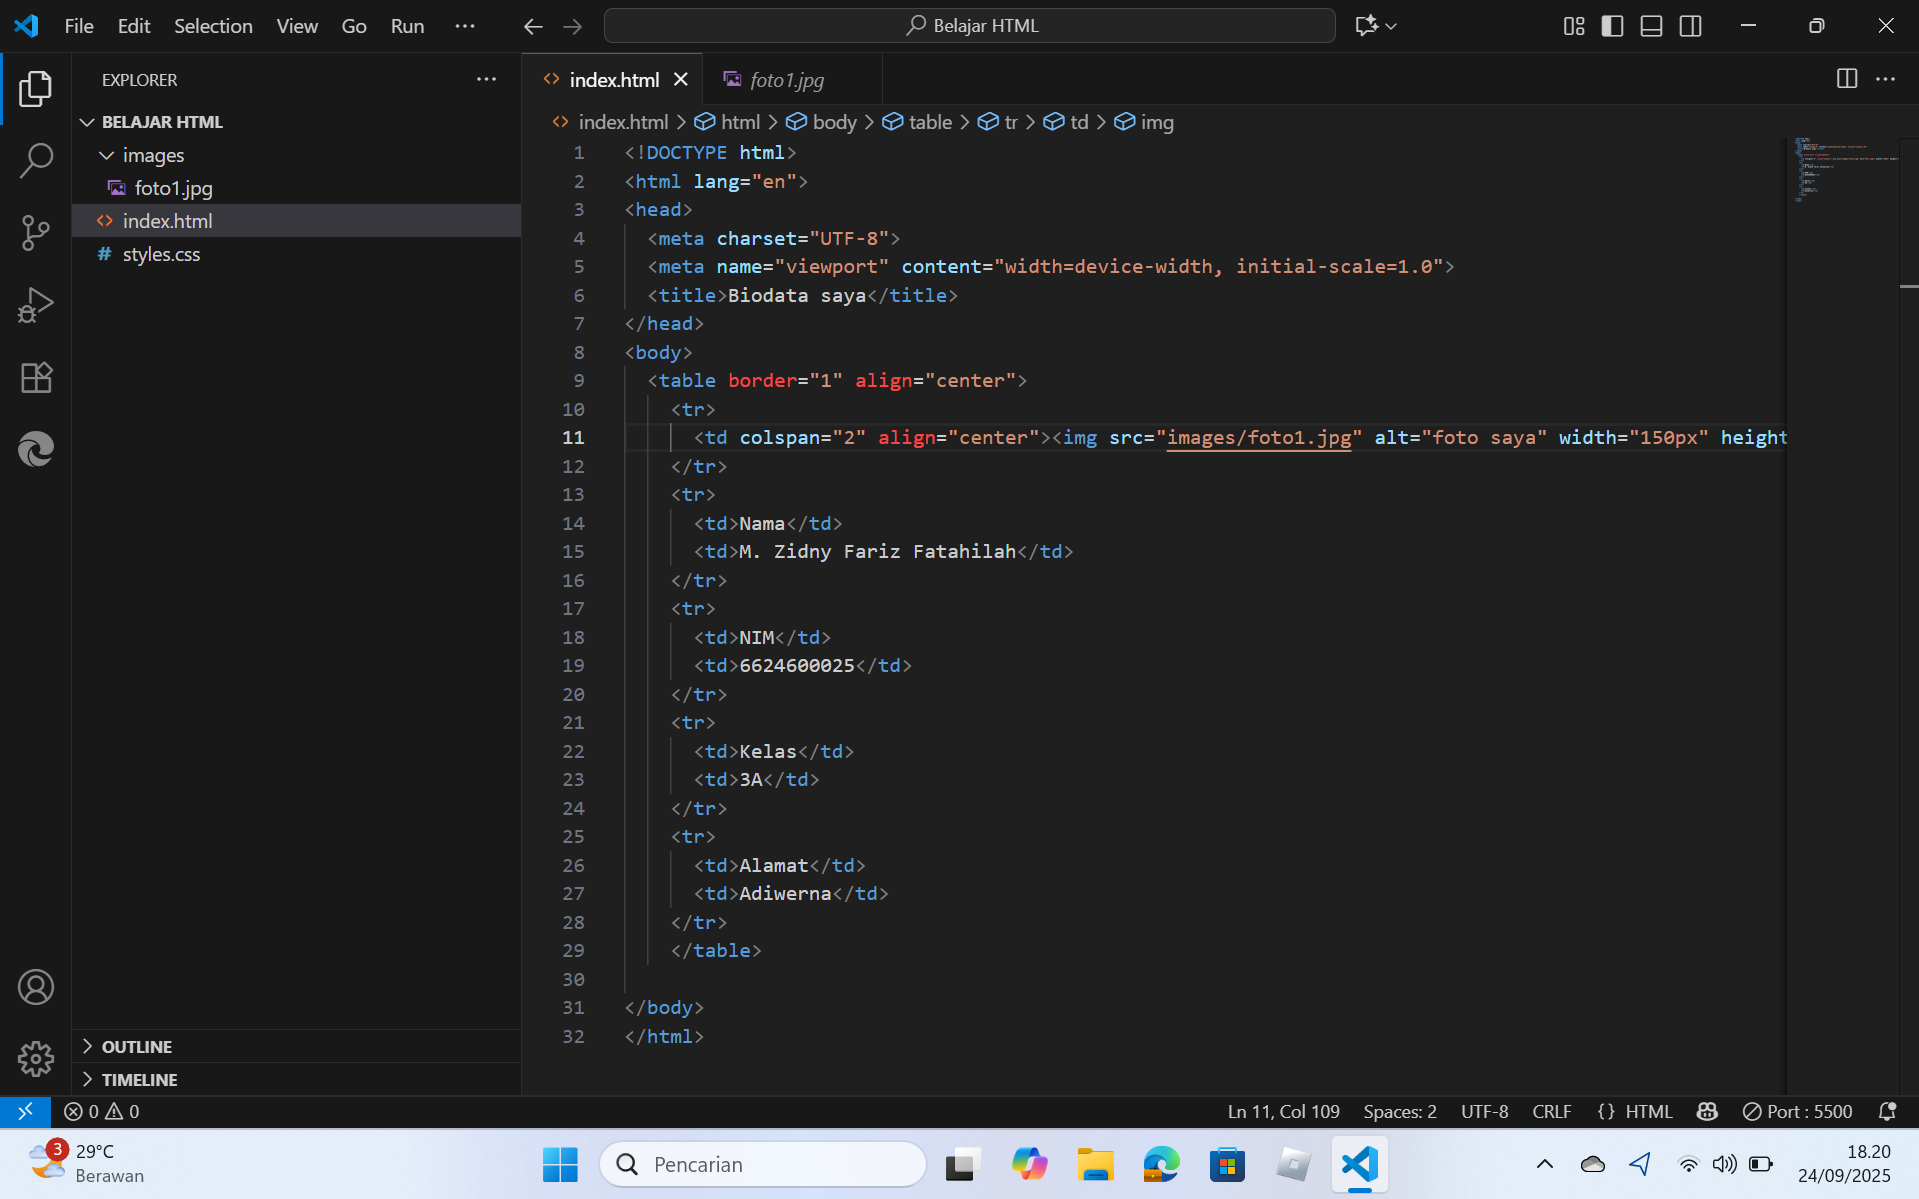 File Edit Selection View Go Run ··· Belajar HTML
EXPLORER ···
BELAJAR HTML
images
foto1.jpg
index.html
styles.css
OUTLINE
TIMELINE
index.html foto1.jpg ···
index.html > html > body > table > tr > td > img
1 <!DOCTYPE html>
2 <html lang="en">
3 <head>
4 <meta charset="UTF-8">
5 <meta name="viewport" content="width=device-width, initial-scale=1.0">
6 <title>Biodata saya</title>
7 </head>
8 <body>
9 <table border="1" align="center">
10 <tr>
11 <td colspan="2" align="center"><img src="images/foto1.jpg" alt="foto saya" width="150px" height
12 </tr>
13 <tr>
14 <td>Nama</td>
15 <td>M. Zidny Fariz Fatahilah</td>
16 </tr>
17 <tr>
18 <td>NIM</td>
19 <td>6624600025</td>
20 </tr>
21 <tr>
22 <td>Kelas</td>
23 <td>3A</td>
24 </tr>
25 <tr>
26 <td>Alamat</td>
27 <td>Adiwerna</td>
28 </tr>
29 </table>
30
31 </body>
32 </html>
0 0 Ln 11, Col 109 Spaces: 2 UTF-8 CRLF {} HTML Port : 5500
3 29°C
Berawan
Pencarian
18.20
24/09/2025